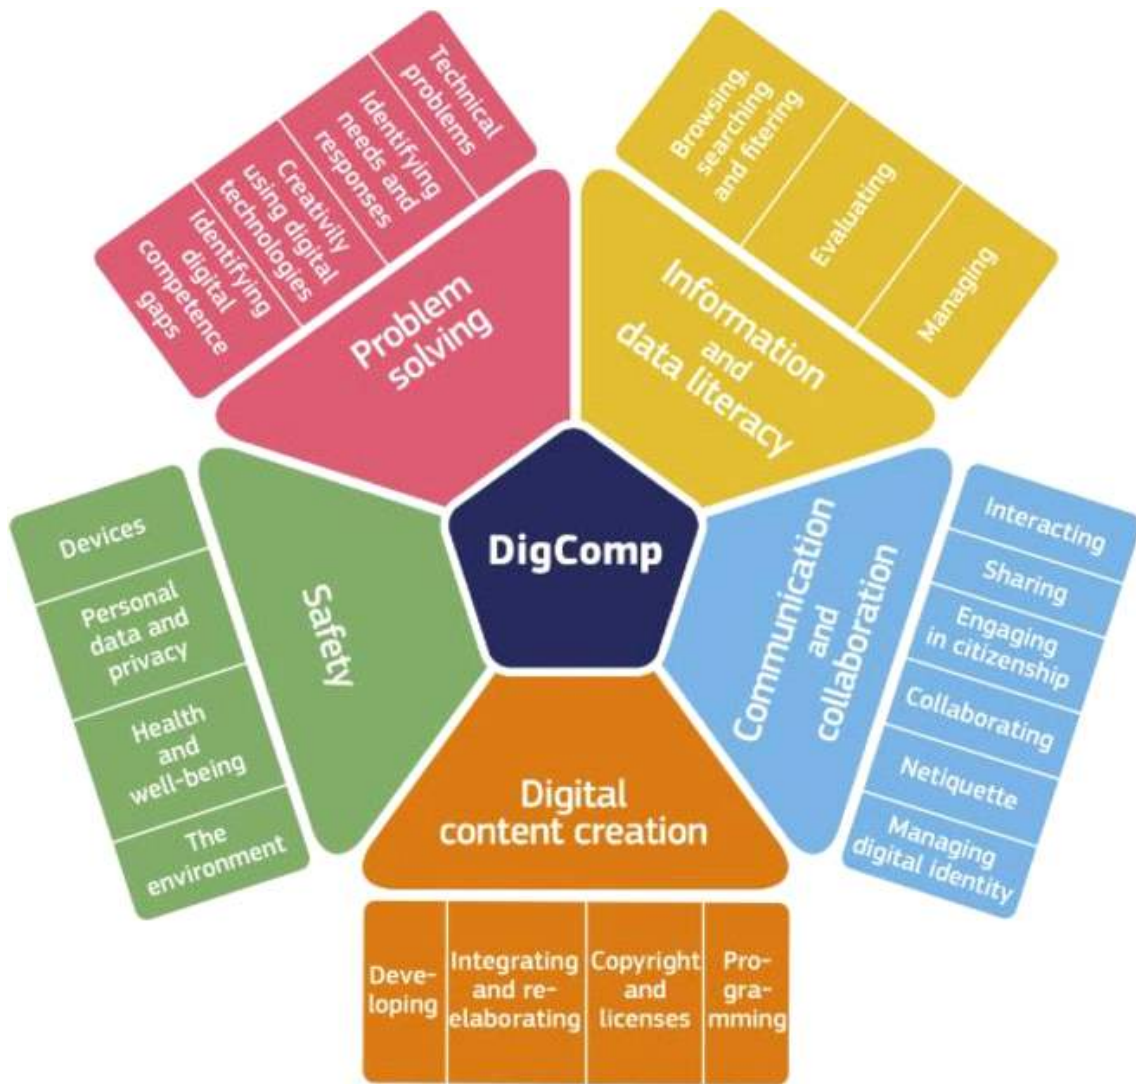 DigComp
Information
and
data literacy
Browsing,
searching
and fitering
Evaluating
Managing
Communication
and
collaboration
Interacting
Sharing
Engaging
in citizenship
Collaborating
Netiquette
Managing
digital identity
Digital
content creation
Deve-
loping
Integrating
and re-
elaborating
Copyright
and
licenses
Pro-
gra-
mming
Safety
Devices
Personal
data and
privacy
Health
and
well-being
The
environment
Problem
solving
Technical
problems
Identifying
needs and
responses
Creativity
using digital
technologies
Identifying
digital
competence
gaps